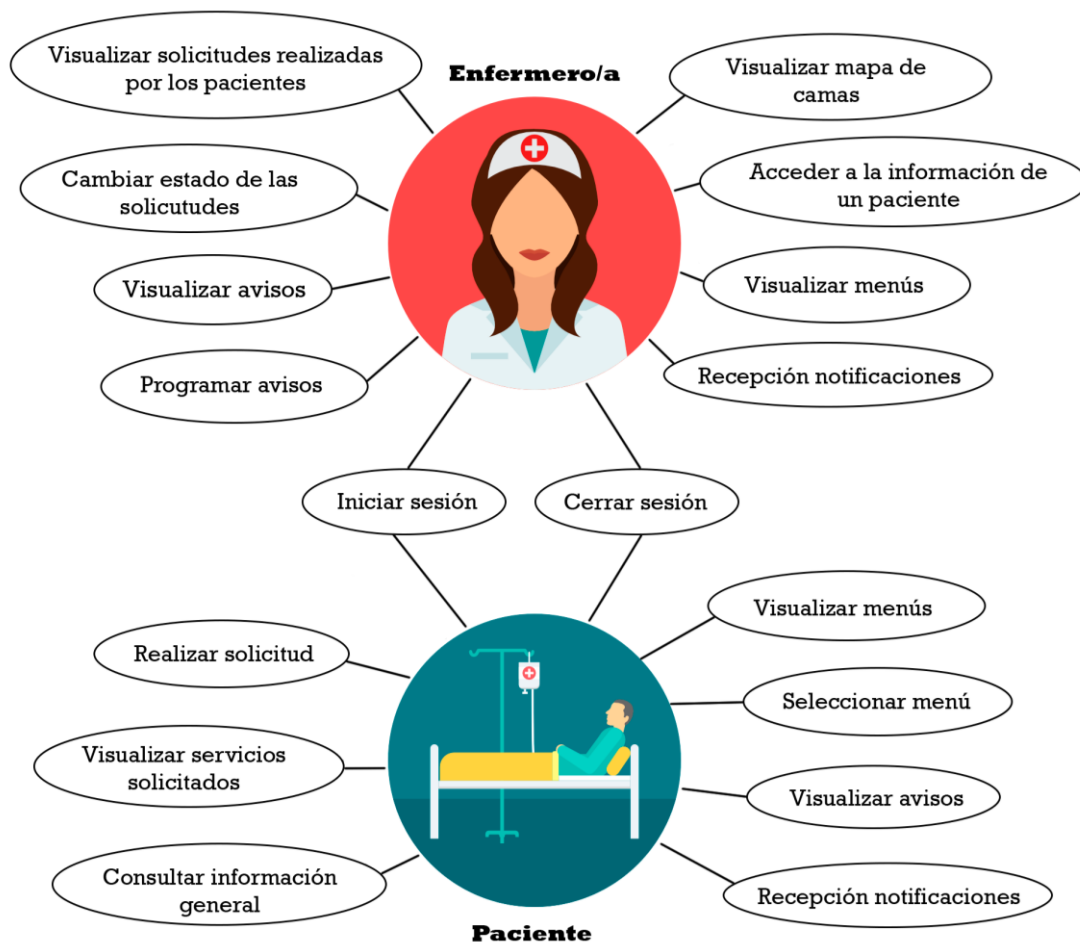 Visualizar solicitudes realizadas
por los pacientes
Enfermero/a
Visualizar mapa de
camas
Cambiar estado de las
solicutudes
Acceder a la información de
un paciente
Visualizar avisos
Visualizar menús
Programar avisos
Recepción notificaciones
Iniciar sesión
Cerrar sesión
Visualizar menús
Realizar solicitud
Seleccionar menú
Visualizar servicios
solicitados
Visualizar avisos
Consultar información
general
Recepción notificaciones
Paciente